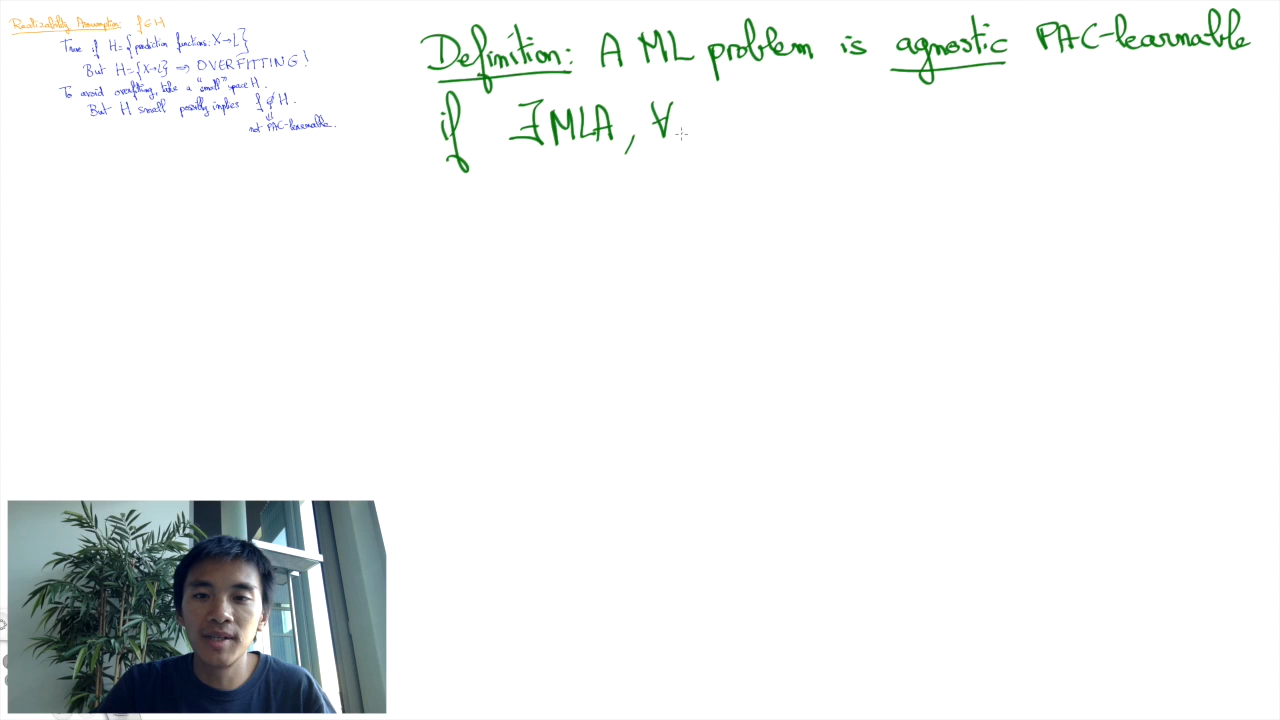 Realizability Assumption: f ∈ H
True if H = {prediction functions: X→L}
But H = {X→L} ⇒ OVERFITTING!
To avoid overfitting, take a "small" space H.
But H small possibly implies f ∉ H.
⇓
not PAC-learnable.
Definition: A ML problem is agnostic PAC-learnable
if ∃MLA, ∀